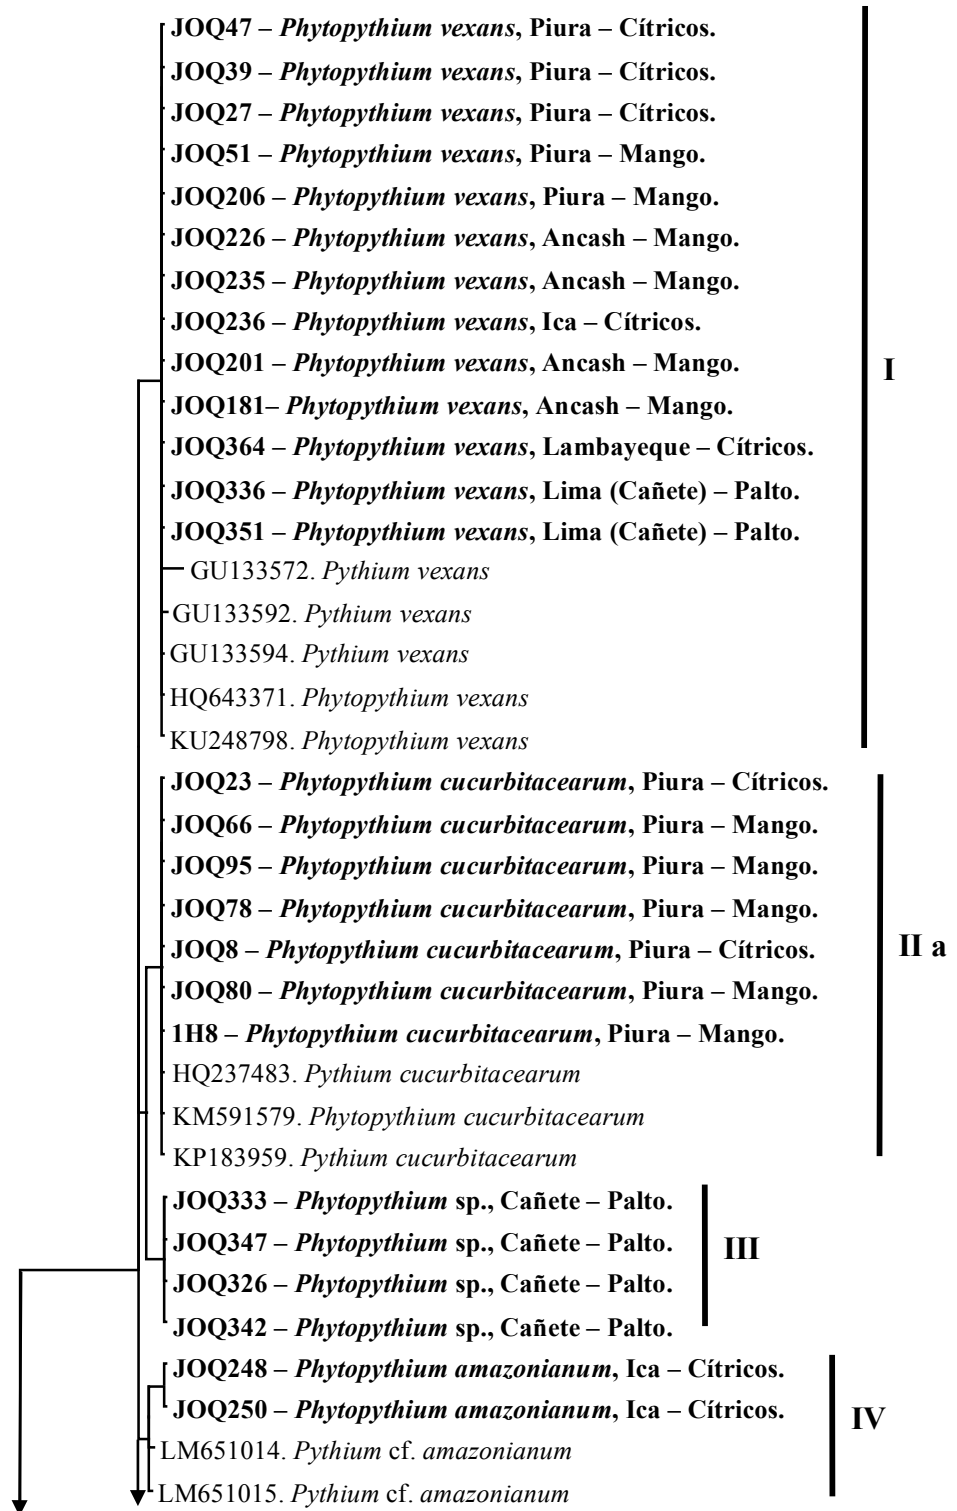 JOQ47 – Phytopythium vexans, Piura – Cítricos.
JOQ39 – Phytopythium vexans, Piura – Cítricos.
JOQ27 – Phytopythium vexans, Piura – Cítricos.
JOQ51 – Phytopythium vexans, Piura – Mango.
JOQ206 – Phytopythium vexans, Piura – Mango.
JOQ226 – Phytopythium vexans, Ancash – Mango.
JOQ235 – Phytopythium vexans, Ancash – Mango.
JOQ236 – Phytopythium vexans, Ica – Cítricos.
JOQ201 – Phytopythium vexans, Ancash – Mango.
I
JOQ181– Phytopythium vexans, Ancash – Mango.
JOQ364 – Phytopythium vexans, Lambayeque – Cítricos.
JOQ336 – Phytopythium vexans, Lima (Cañete) – Palto.
JOQ351 – Phytopythium vexans, Lima (Cañete) – Palto.
GU133572. Pythium vexans
GU133592. Pythium vexans
GU133594. Pythium vexans
HQ643371. Phytopythium vexans
KU248798. Phytopythium vexans
JOQ23 – Phytopythium cucurbitacearum, Piura – Cítricos.
JOQ66 – Phytopythium cucurbitacearum, Piura – Mango.
JOQ95 – Phytopythium cucurbitacearum, Piura – Mango.
JOQ78 – Phytopythium cucurbitacearum, Piura – Mango.
JOQ8 – Phytopythium cucurbitacearum, Piura – Cítricos.
II a
JOQ80 – Phytopythium cucurbitacearum, Piura – Mango.
1H8 – Phytopythium cucurbitacearum, Piura – Mango.
HQ237483. Pythium cucurbitacearum
KM591579. Phytopythium cucurbitacearum
KP183959. Pythium cucurbitacearum
JOQ333 – Phytopythium sp., Cañete – Palto.
JOQ347 – Phytopythium sp., Cañete – Palto.
III
JOQ326 – Phytopythium sp., Cañete – Palto.
JOQ342 – Phytopythium sp., Cañete – Palto.
JOQ248 – Phytopythium amazonianum, Ica – Cítricos.
JOQ250 – Phytopythium amazonianum, Ica – Cítricos.
IV
LM651014. Pythium cf. amazonianum
LM651015. Pythium cf. amazonianum